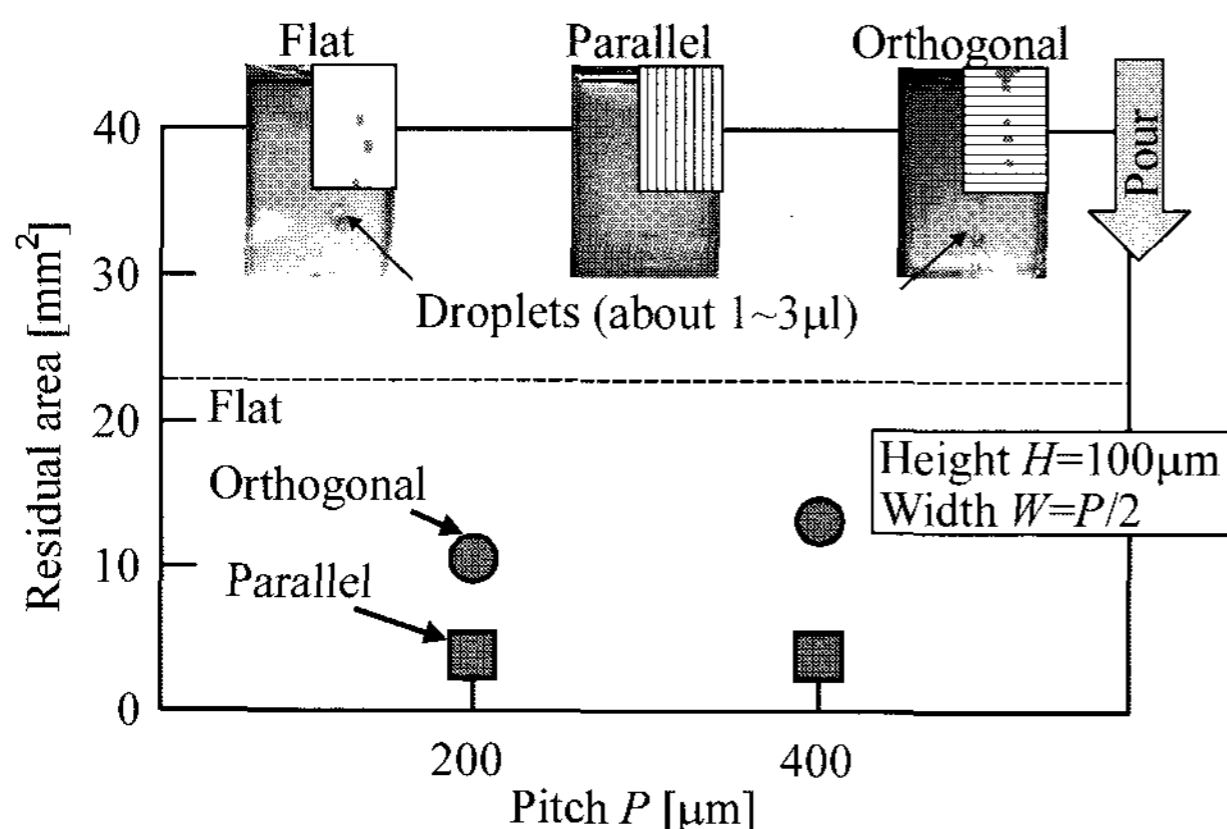 Flat
Parallel
Orthogonal
Pour
40
30
20
10
0
Residual area [mm²]
Droplets (about 1~3μl)
Flat
Height H=100μm
Width W=P/2
Orthogonal
Parallel
200
400
Pitch P [μm]